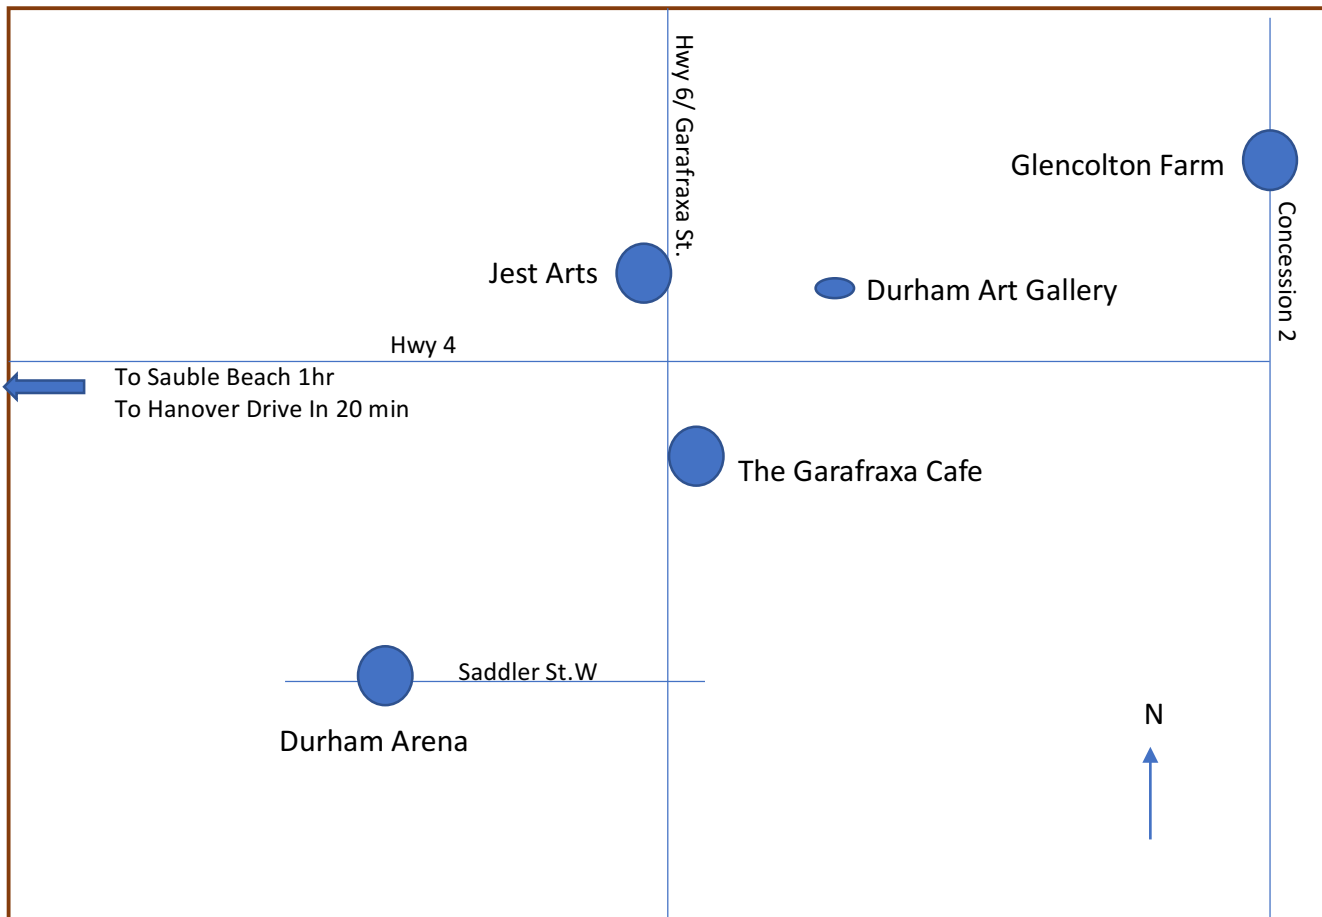 Hwy 6/ Garafraxa St.
Glencolton Farm
Concession 2
Jest Arts
Durham Art Gallery
Hwy 4
To Sauble Beach 1hr
To Hanover Drive In 20 min
The Garafraxa Cafe
Saddler St.W
Durham Arena
N